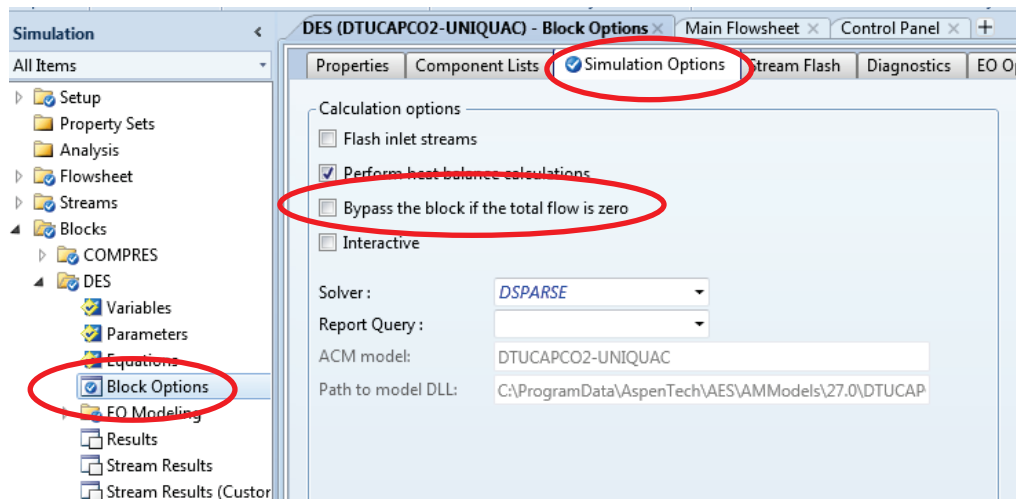 Simulation
All Items
Setup
Property Sets
Analysis
Flowsheet
Streams
Blocks
COMPRES
DES
Variables
Parameters
Equations
Block Options
EO Modeling
Results
Stream Results
Stream Results (Custor
DES (DTUCAPCO2-UNIQUAC) - Block Options Main Flowsheet Control Panel
Properties Component Lists Simulation Options Stream Flash Diagnostics EO O
Calculation options
Flash inlet streams
Perform heat balance calculations
Bypass the block if the total flow is zero
Interactive
Solver : DSPARSE
Report Query :
ACM model: DTUCAPCO2-UNIQUAC
Path to model DLL: C:\ProgramData\AspenTech\AES\AMModels\27.0\DTUCAP